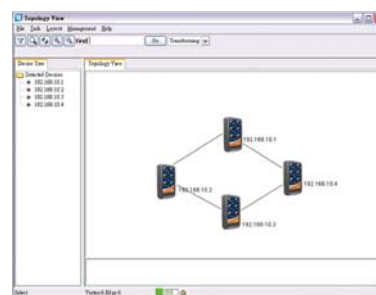 Topology View
File Task Layout Management Help
Find Go Transforming
Device Tree
Topology View
Detected Devices
192.168.10.1
192.168.10.2
192.168.10.3
192.168.10.4
192.168.10.1
192.168.10.2
192.168.10.4
192.168.10.3
Select